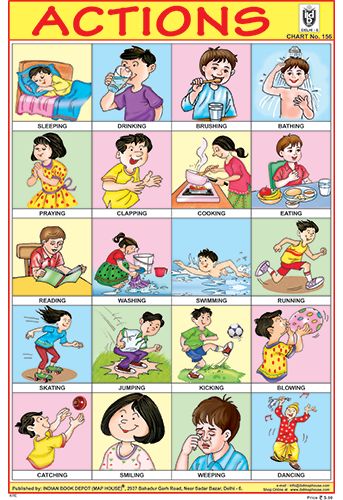 ACTIONS
DELHI - 6
CHART No. 156
SLEEPING
DRINKING
BRUSHING
BATHING
PRAYING
CLAPPING
COOKING
EATING
READING
WASHING
SWIMMING
RUNNING
SKATING
JUMPING
KICKING
BLOWING
CATCHING
SMILING
WEEPING
DANCING
Published by: INDIAN BOOK DEPOT (MAP HOUSE)®, 2937 Bahadur Garh Road, Near Sadar Bazar, Delhi - 6.